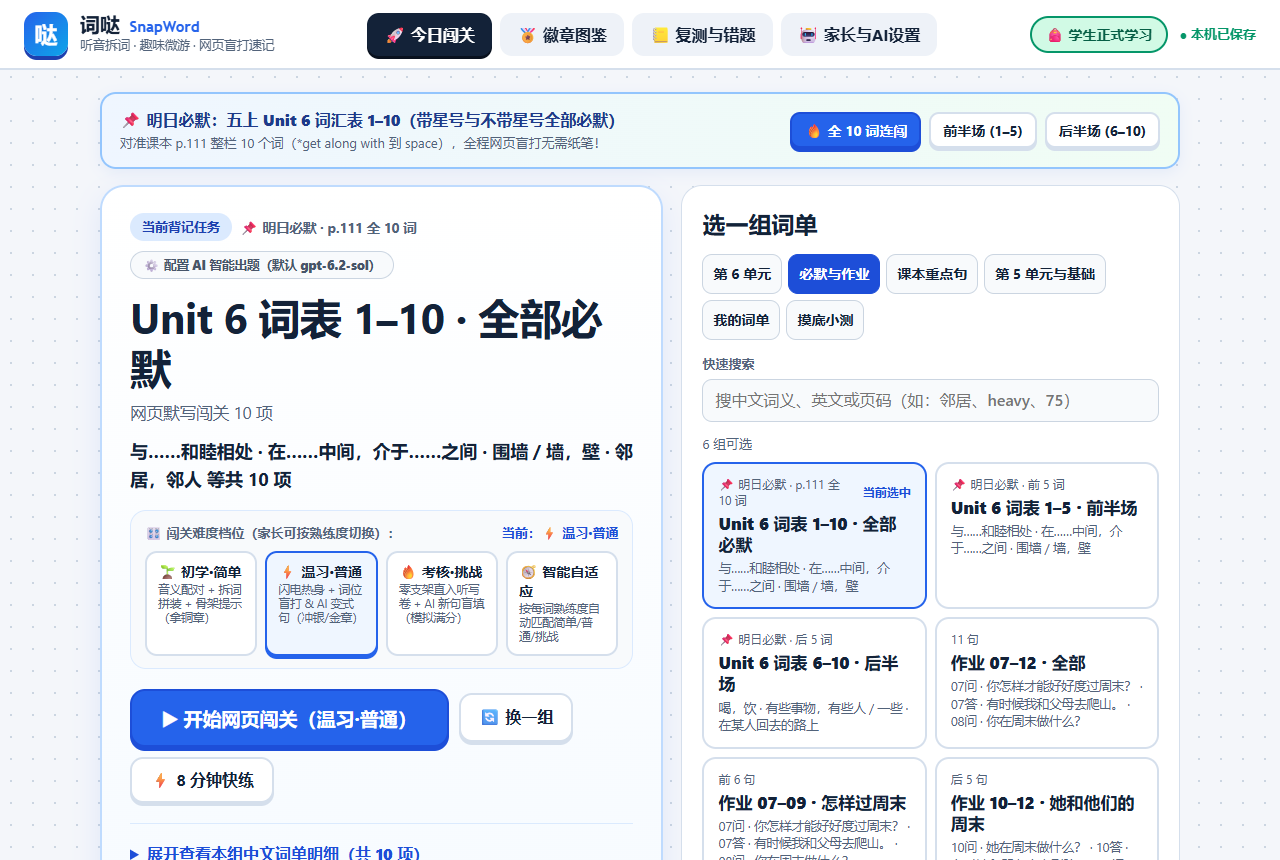 哒
词哒 SnapWord
听音拆词 · 趣味微游 · 网页盲打速记
🚀 今日闯关
🏅 徽章图鉴
📒 复测与错题
🤖 家长与AI设置
🎒 学生正式学习
● 本机已保存
📌 明日必默：五上 Unit 6 词汇表 1–10（带星号与不带星号全部必默）
对准课本 p.111 整栏 10 个词（*get along with 到 space），全程网页盲打无需纸笔！
🔥 全 10 词连闯
前半场 (1–5)
后半场 (6–10)
当前背记任务
📌 明日必默 · p.111 全 10 词
⚙️ 配置 AI 智能出题（默认 gpt-6.2-sol）
Unit 6 词表 1–10 · 全部必
默
网页默写闯关 10 项
与……和睦相处 · 在……中间，介于……之间 · 围墙 / 墙，壁 · 邻
居，邻人 等共 10 项
🎛️ 闯关难度档位（家长可按熟练度切换）：
当前：⚡ 温习·普通
🌱 初学·简单
音义配对 + 拆词
拼装 + 骨架提示
（拿铜章）
⚡ 温习·普通
闪电热身 + 词位
盲打 & AI 变式
句（冲银/金章）
🔥 考核·挑战
零支架直入听写
卷 + AI 新句盲填
（模拟满分）
🧭 智能自适
应
按每词熟练度自
动匹配简单/普
通/挑战
▶ 开始网页闯关（温习·普通）
🔄 换一组
⚡ 8 分钟快练
▶ 展开查看本组中文词单明细（共 10 项）
选一组词单
第 6 单元
必默与作业
课本重点句
第 5 单元与基础
我的词单
摸底小测
快速搜索
搜中文词义、英文或页码（如：邻居、heavy、75）
6 组可选
📌 明日必默 · p.111 全
10 词
当前选中
Unit 6 词表 1–10 · 全部
必默
与……和睦相处 · 在……中间，介
于……之间 · 围墙 / 墙，壁
📌 明日必默 · 前 5 词
Unit 6 词表 1–5 · 前半场
与……和睦相处 · 在……中间，介
于……之间 · 围墙 / 墙，壁
📌 明日必默 · 后 5 词
Unit 6 词表 6–10 · 后半
场
喝，饮 · 有些事物，有些人 / 一些 ·
在某人回去的路上
11 句
作业 07–12 · 全部
07问 · 你怎样才能好好度过周末？ ·
07答 · 有时候我和父母去爬山。 ·
08问 · 你在周末做什么？
前 6 句
作业 07–09 · 怎样过周末
07问 · 你怎样才能好好度过周末？ ·
07答 · 有时候我和父母去爬山。 ·
08问 · 你在周末做什么？
后 5 句
作业 10–12 · 她和他们的
周末
10问 · 她在周末做什么？ · 10答 ·